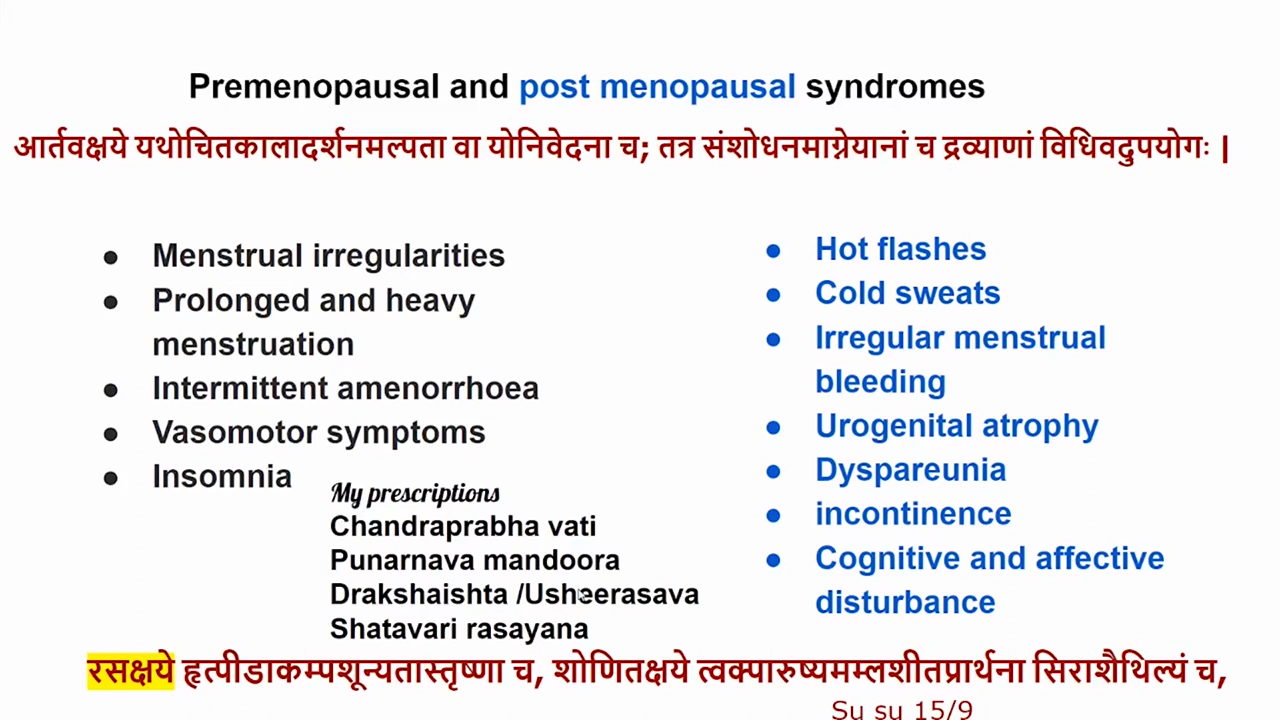 Premenopausal and post menopausal syndromes
आर्तवक्षये यथोचितकालादर्शनमल्पता वा योनिवेदना च; तत्र संशोधनमाग्नेयानां च द्रव्याणां विधिवदुपयोगः |
● Menstrual irregularities
● Prolonged and heavy
menstruation
● Intermittent amenorrhoea
● Vasomotor symptoms
● Insomnia
My prescriptions
Chandraprabha vati
Punarnava mandoora
Drakshaishta /Usheerasava
Shatavari rasayana
● Hot flashes
● Cold sweats
● Irregular menstrual
bleeding
● Urogenital atrophy
● Dyspareunia
● incontinence
● Cognitive and affective
disturbance
रसक्षये हृत्पीडाकम्पशून्यतास्तृष्णा च, शोणितक्षये त्वक्पारुष्यमम्लशीतप्रार्थना सिराशैथिल्यं च,
Su su 15/9